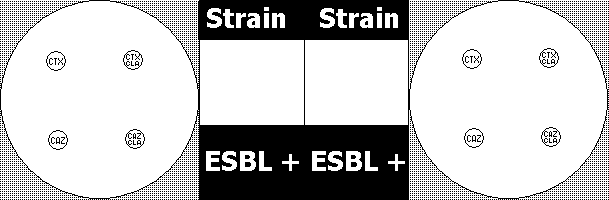 CTX
CTX
CLA
CAZ
CAZ
CLA
Strain Strain
ESBL + ESBL +
CTX
CTX
CLA
CAZ
CAZ
CLA